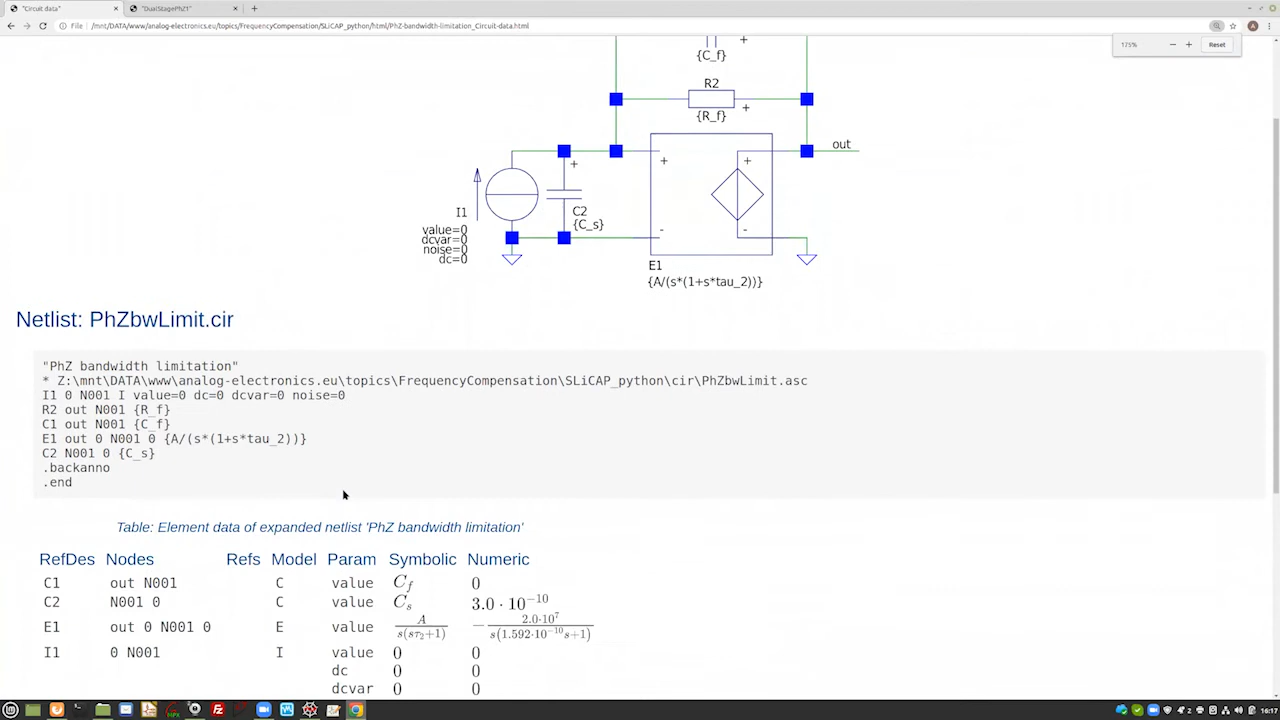 "Circuit data"
"DualStagePhZ1"
File | /mnt/DATA/www/analog-electronics.eu/topics/FrequencyCompensation/SLiCAP_python/html/PhZ-bandwidth-limitation_Circuit-data.html
175% − + Reset
+
{C_f}
R2
+
{R_f}
out
+
+
+
C2
I1
{C_s}
-
-
value=0
dcvar=0
noise=0
dc=0
E1
{A/(s*(1+s*tau_2))}
Netlist: PhZbwLimit.cir
"PhZ bandwidth limitation"
* Z:\mnt\DATA\www\analog-electronics.eu\topics\FrequencyCompensation\SLiCAP_python\cir\PhZbwLimit.asc
I1 0 N001 I value=0 dc=0 dcvar=0 noise=0
R2 out N001 {R_f}
C1 out N001 {C_f}
E1 out 0 N001 0 {A/(s*(1+s*tau_2))}
C2 N001 0 {C_s}
.backanno
.end
Table: Element data of expanded netlist 'PhZ bandwidth limitation'
RefDes Nodes Refs Model Param Symbolic Numeric
C1 out N001 C value C_f 0
C2 N001 0 C value C_s 3.0 · 10^−10
E1 out 0 N001 0 E value A/(s(sτ_2+1)) −2.0·10^7/(s(1.592·10^−10s+1))
I1 0 N001 I value 0 0
dc 0 0
dcvar 0 0
16:17